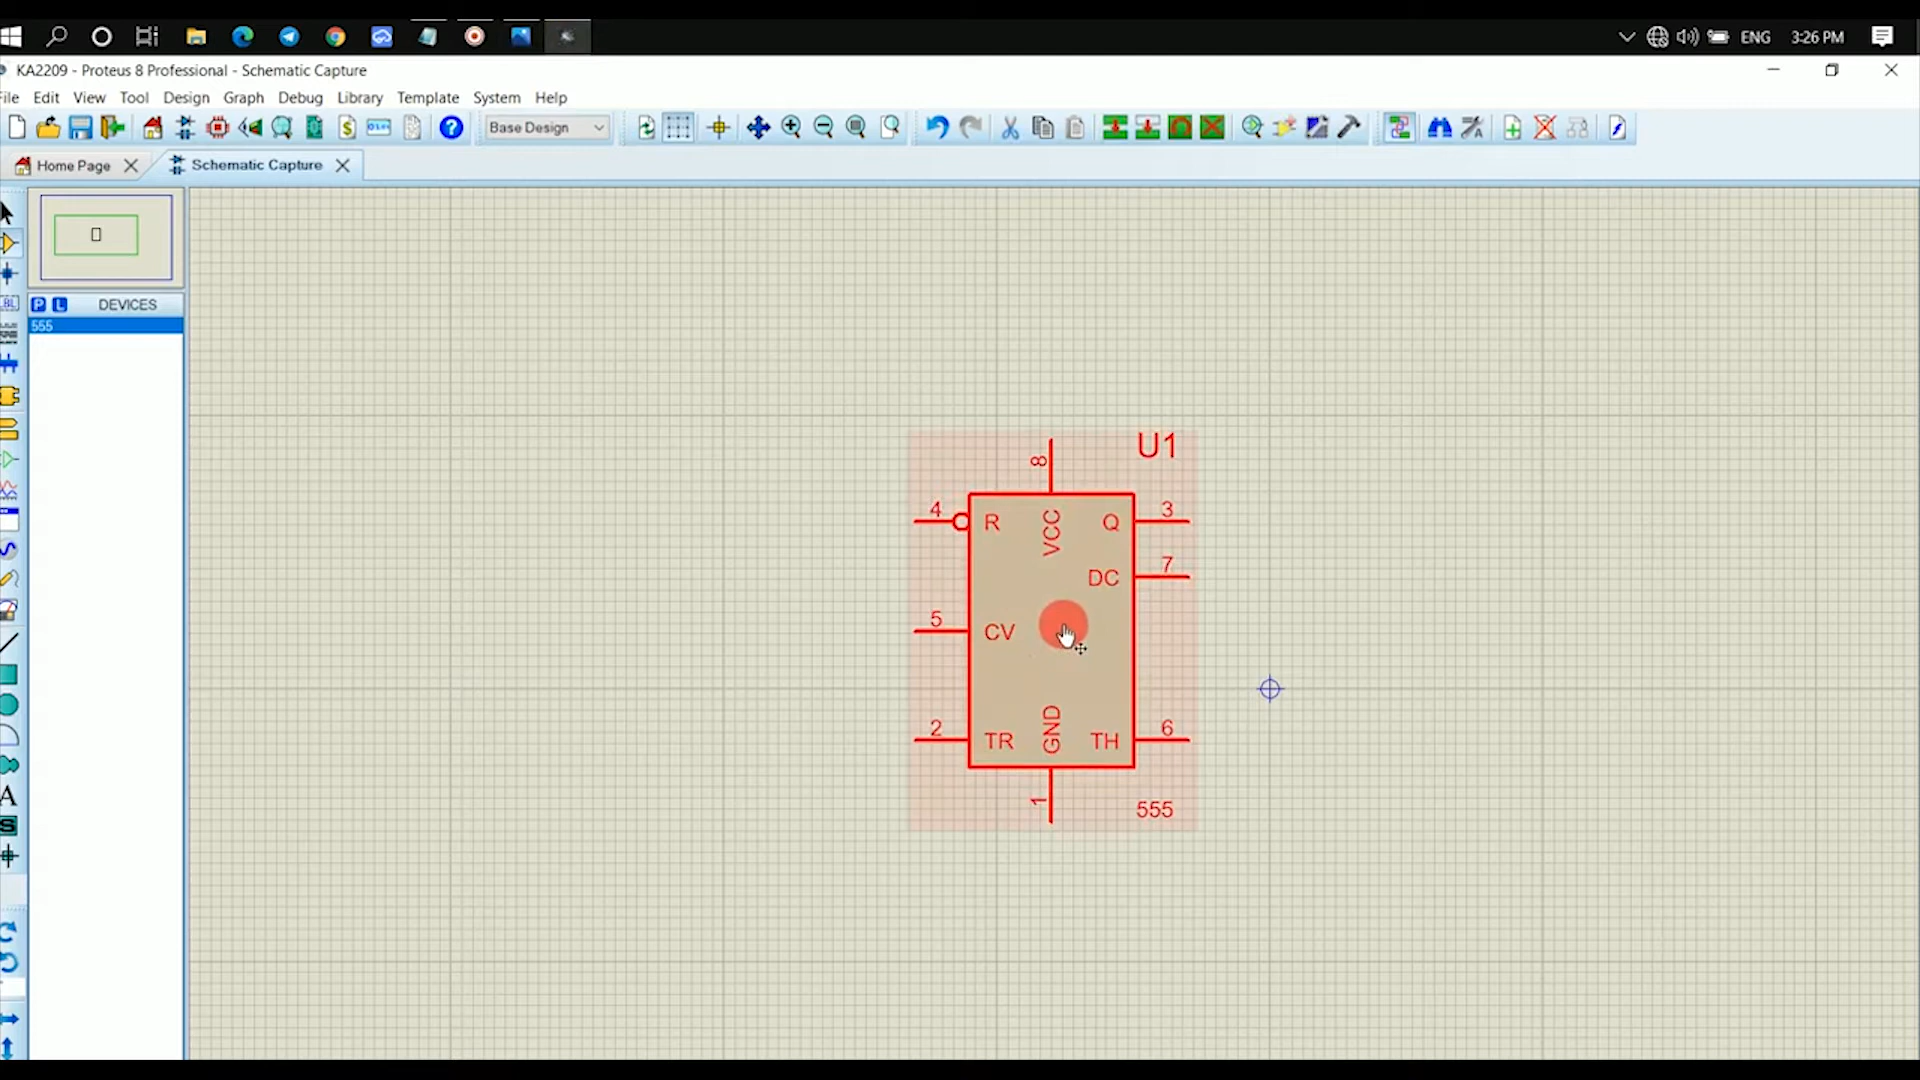 ENG
3:26 PM
KA2209 - Proteus 8 Professional - Schematic Capture
File Edit View Tool Design Graph Debug Library Template System Help
Base Design
Home Page
Schematic Capture
P L DEVICES
555
U1
8
4 R VCC Q 3
DC 7
5 CV
2 TR GND TH 6
1
555